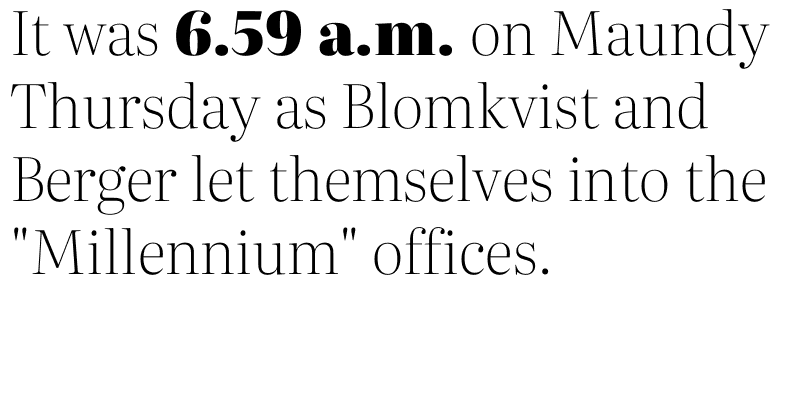 It was 6.59 a.m. on Maundy
Thursday as Blomkvist and
Berger let themselves into the
"Millennium" offices.